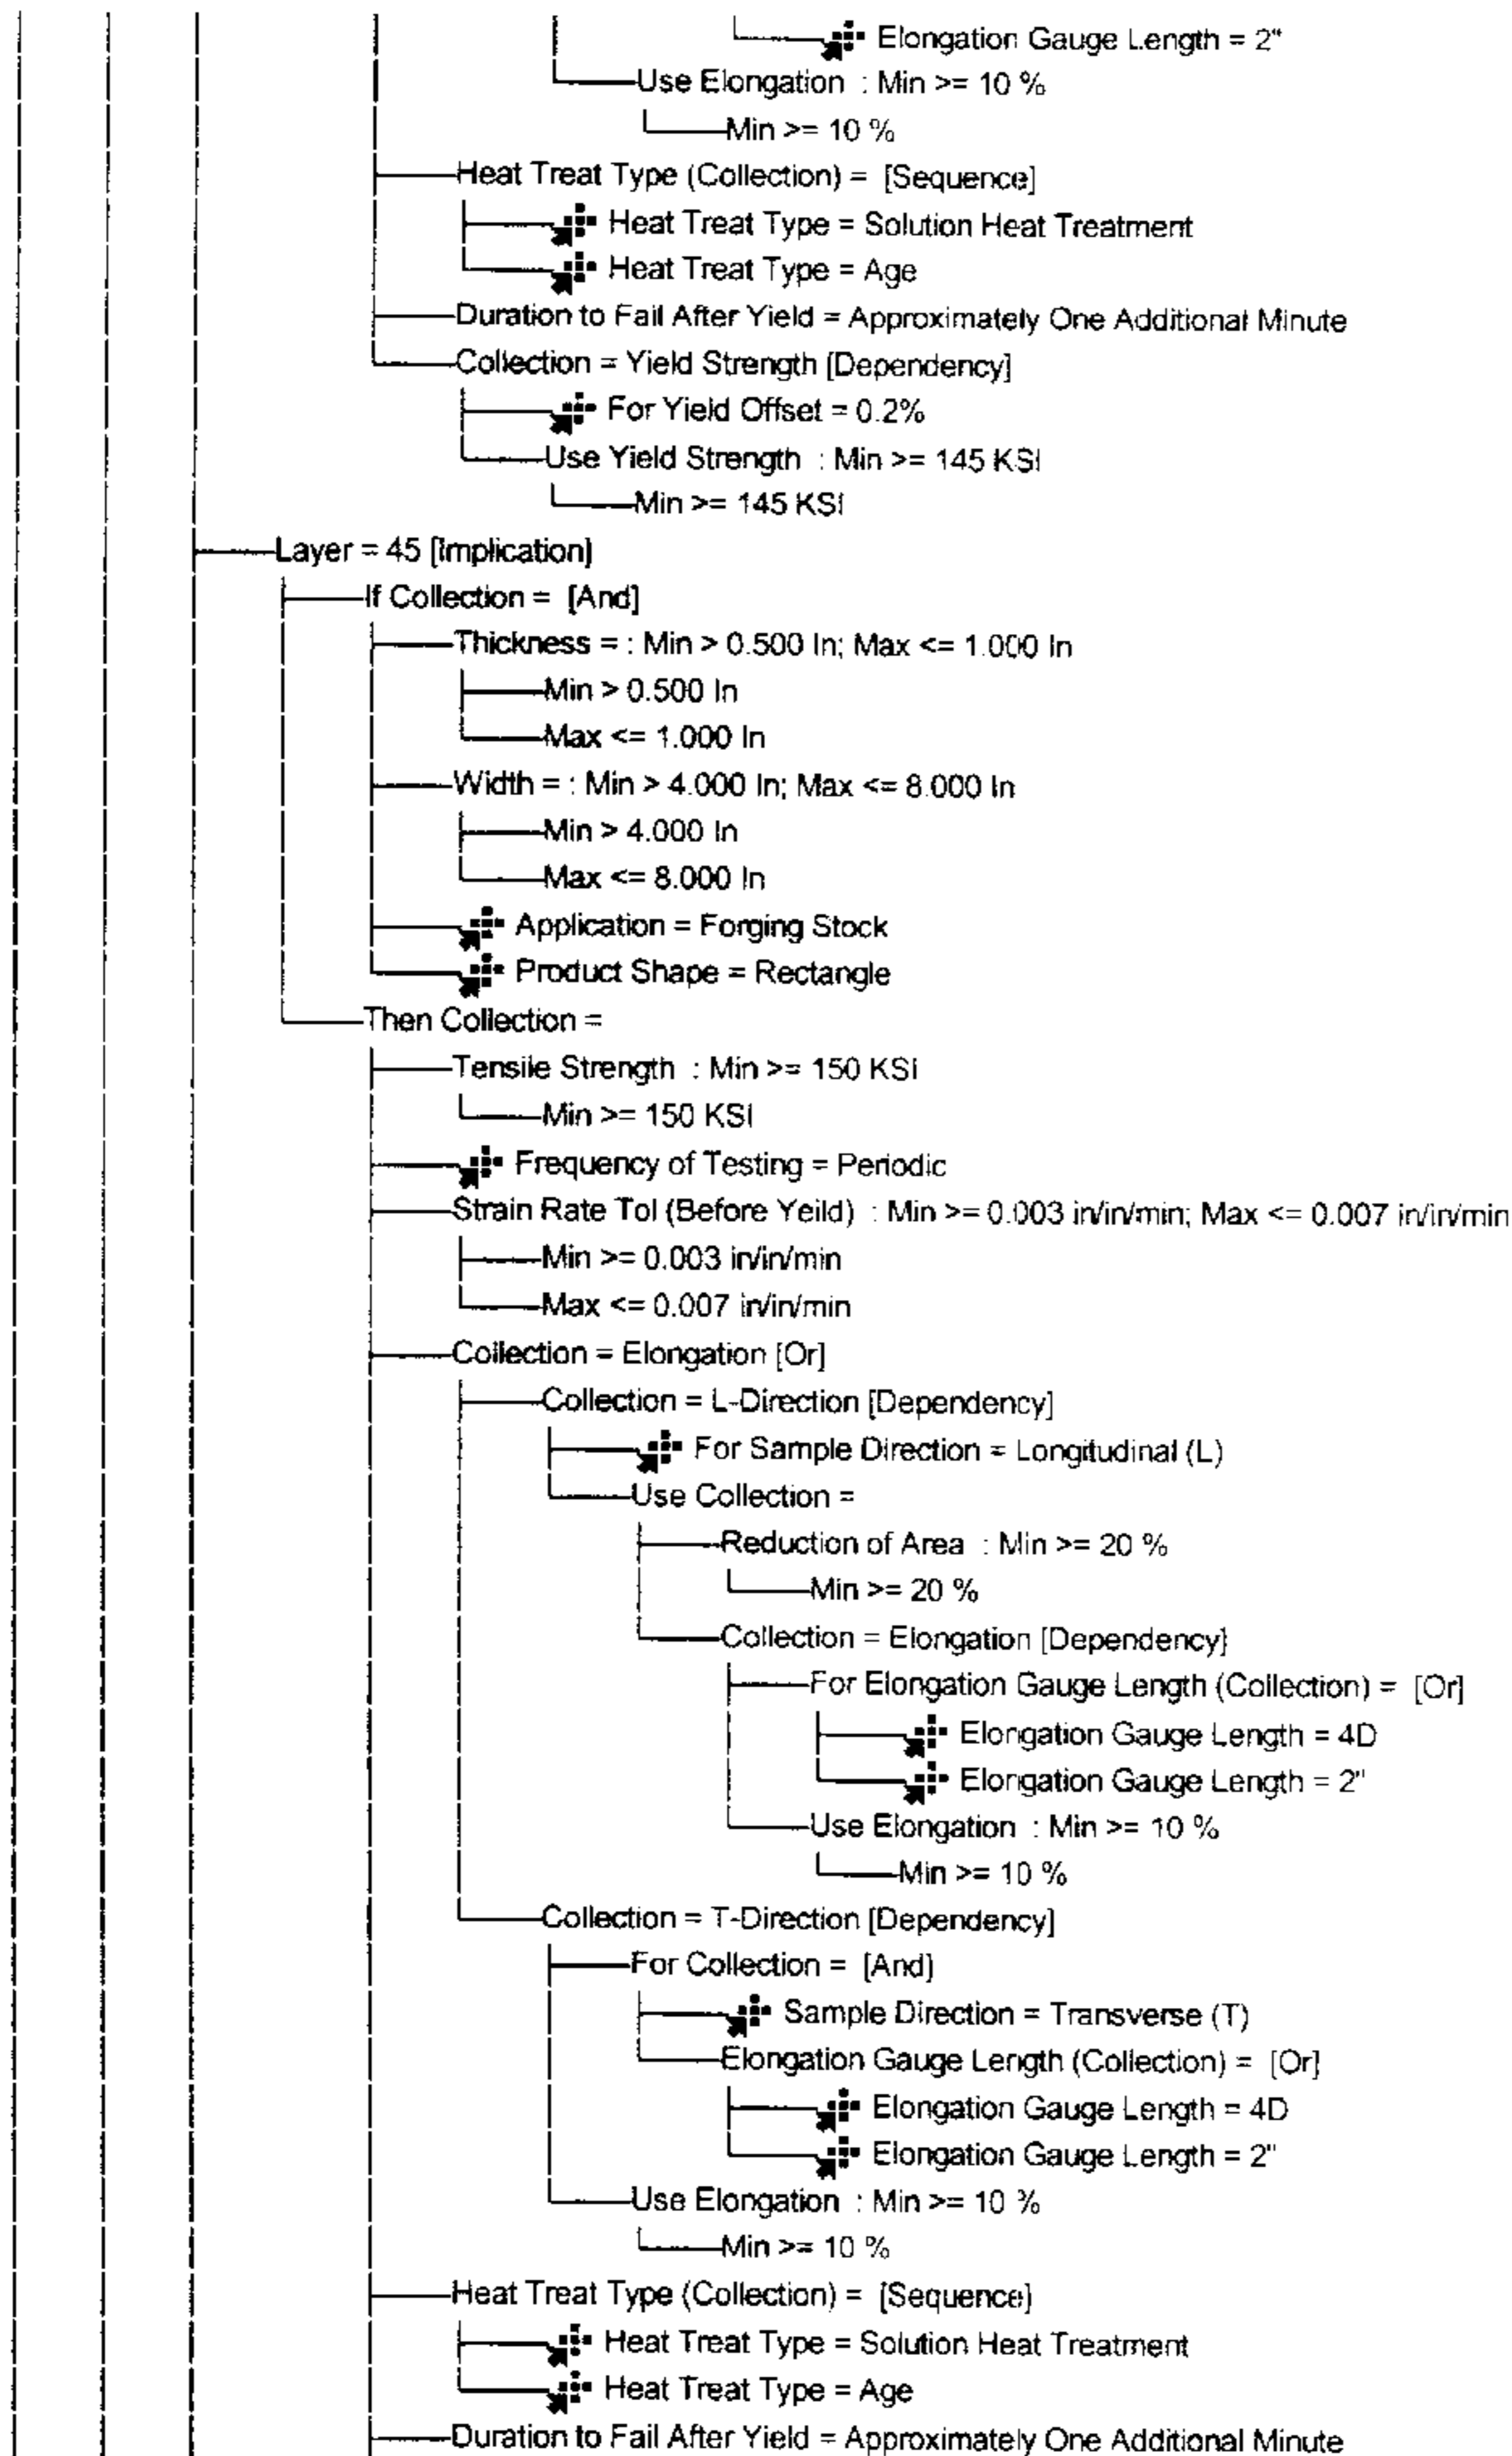 Elongation Gauge Length = 2"
Use Elongation : Min >= 10 %
Min >= 10 %
Heat Treat Type (Collection) = [Sequence]
Heat Treat Type = Solution Heat Treatment
Heat Treat Type = Age
Duration to Fail After Yield = Approximately One Additional Minute
Collection = Yield Strength [Dependency]
For Yield Offset = 0.2%
Use Yield Strength : Min >= 145 KSI
Min >= 145 KSI
Layer = 45 [Implication]
If Collection = [And]
Thickness = : Min > 0.500 In; Max <= 1.000 In
Min > 0.500 In
Max <= 1.000 In
Width = : Min > 4.000 In; Max <= 8.000 In
Min > 4.000 In
Max <= 8.000 In
Application = Forging Stock
Product Shape = Rectangle
Then Collection =
Tensile Strength : Min >= 150 KSI
Min >= 150 KSI
Frequency of Testing = Periodic
Strain Rate Tol (Before Yeild) : Min >= 0.003 in/in/min; Max <= 0.007 in/in/min
Min >= 0.003 in/in/min
Max <= 0.007 in/in/min
Collection = Elongation [Or]
Collection = L-Direction [Dependency]
For Sample Direction = Longitudinal (L)
Use Collection =
Reduction of Area : Min >= 20 %
Min >= 20 %
Collection = Elongation [Dependency]
For Elongation Gauge Length (Collection) = [Or]
Elongation Gauge Length = 4D
Elongation Gauge Length = 2"
Use Elongation : Min >= 10 %
Min >= 10 %
Collection = T-Direction [Dependency]
For Collection = [And]
Sample Direction = Transverse (T)
Elongation Gauge Length (Collection) = [Or]
Elongation Gauge Length = 4D
Elongation Gauge Length = 2"
Use Elongation : Min >= 10 %
Min >= 10 %
Heat Treat Type (Collection) = [Sequence]
Heat Treat Type = Solution Heat Treatment
Heat Treat Type = Age
Duration to Fail After Yield = Approximately One Additional Minute